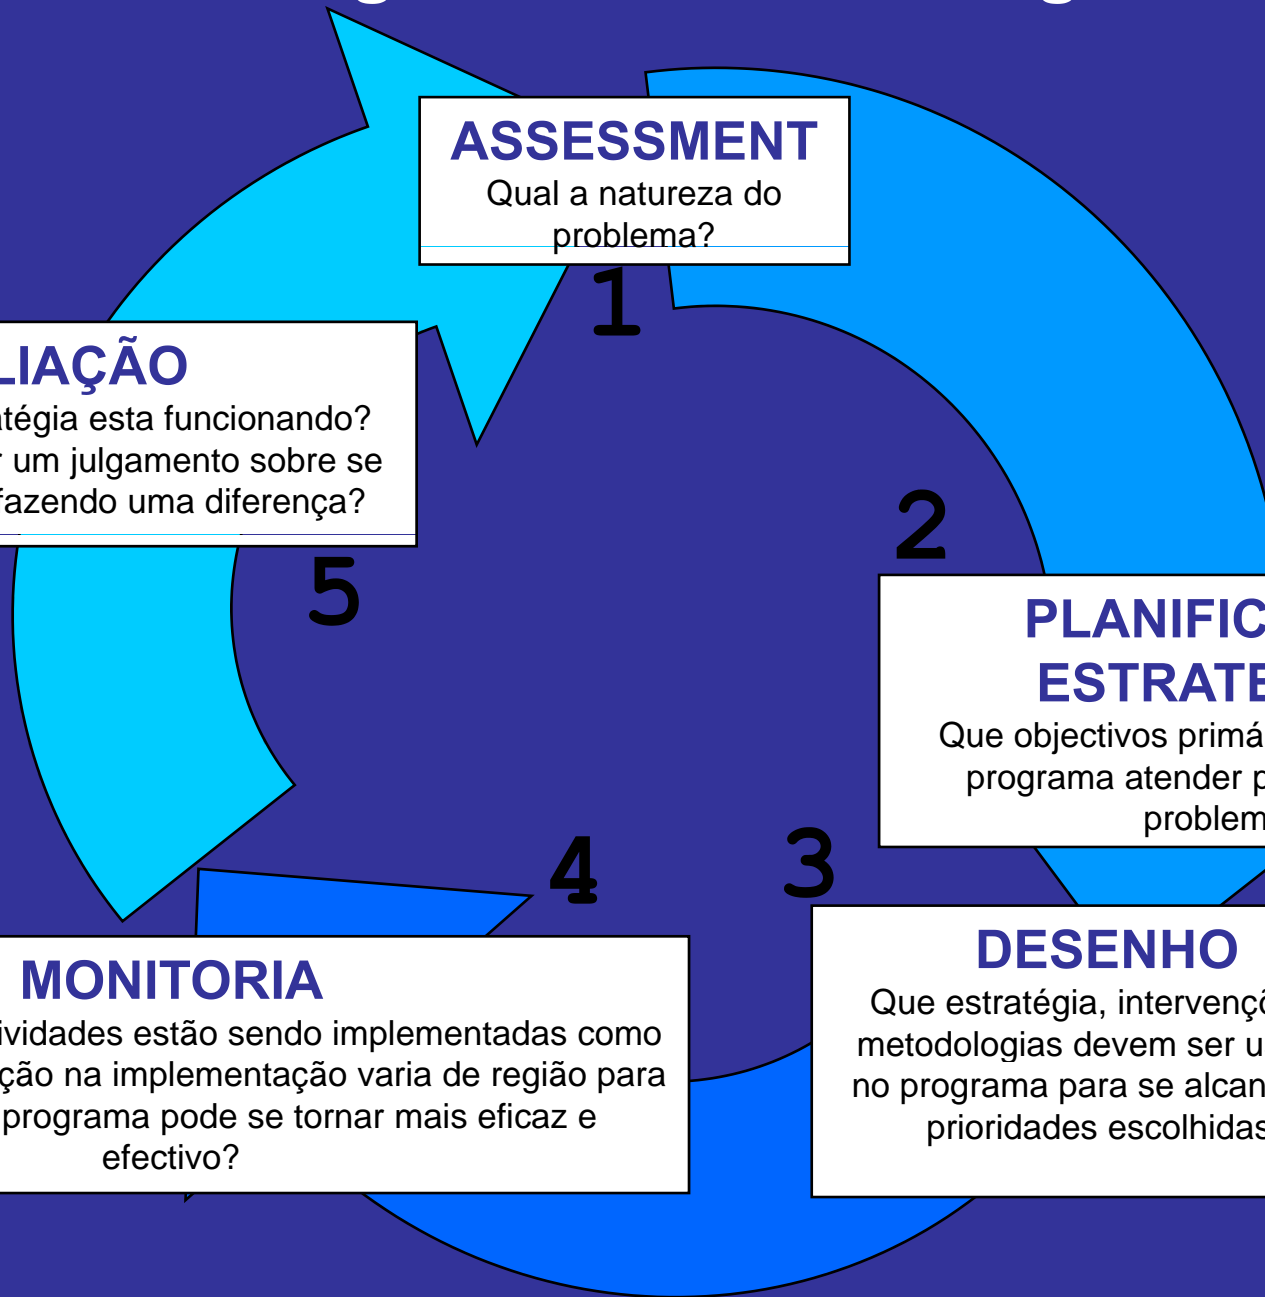 ASSESSMENT
Qual a natureza do
problema?
1
LIAÇÃO
atégia esta funcionando?
r um julgamento sobre se
fazendo uma diferença?
5
2
PLANIFIC
ESTRATE
Que objectivos primá
programa atender p
problem
3
DESENHO
Que estratégia, intervençõ
metodologias devem ser u
no programa para se alcan
prioridades escolhidas
4
MONITORIA
ividades estão sendo implementadas como
ção na implementação varia de região para
programa pode se tornar mais eficaz e
efectivo?